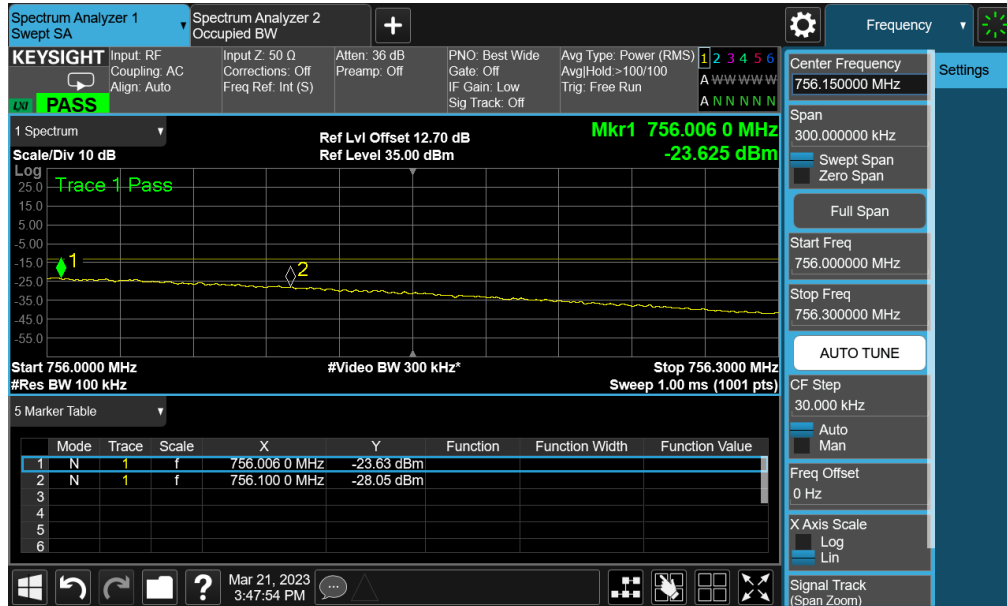 Spectrum Analyzer 1
Swept SA
Spectrum Analyzer 2
Occupied BW
Frequency
KEYSIGHT
LXI
PASS
Input: RF
Coupling: AC
Align: Auto
Input Z: 50 Ω
Corrections: Off
Freq Ref: Int (S)
Atten: 36 dB
Preamp: Off
PNO: Best Wide
Gate: Off
IF Gain: Low
Sig Track: Off
Avg Type: Power (RMS)
Avg|Hold:>100/100
Trig: Free Run
1 2 3 4 5 6
A W W W W W
A N N N N N
1 Spectrum
Scale/Div 10 dB
Ref Lvl Offset 12.70 dB
Ref Level 35.00 dBm
Mkr1 756.006 0 MHz
-23.625 dBm
Log
Trace 1 Pass
25.0
15.0
5.00
-5.00
-15.0
-25.0
-35.0
-45.0
-55.0
1
2
Start 756.0000 MHz
#Res BW 100 kHz
#Video BW 300 kHz*
Stop 756.3000 MHz
Sweep 1.00 ms (1001 pts)
5 Marker Table
Mode Trace Scale X Y Function Function Width Function Value
1 N 1 f 756.006 0 MHz -23.63 dBm
2 N 1 f 756.100 0 MHz -28.05 dBm
3
4
5
6
Mar 21, 2023
3:47:54 PM
Center Frequency
756.150000 MHz
Settings
Span
300.000000 kHz
Swept Span
Zero Span
Full Span
Start Freq
756.000000 MHz
Stop Freq
756.300000 MHz
AUTO TUNE
CF Step
30.000 kHz
Auto
Man
Freq Offset
0 Hz
X Axis Scale
Log
Lin
Signal Track
(Span Zoom)